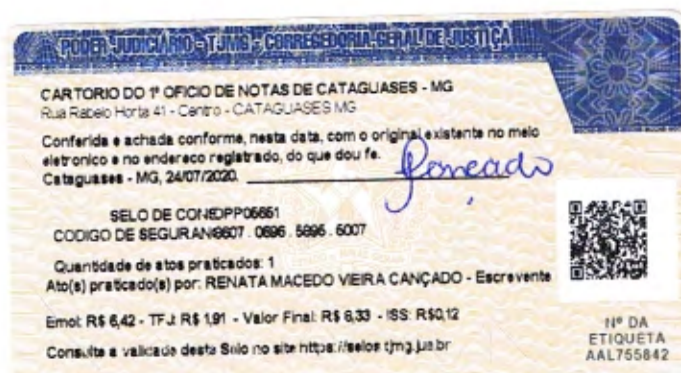 PODER JUDICIÁRIO - TJMG - CORREGEDORIA-GERAL DE JUSTIÇA
CARTORIO DO 1º OFICIO DE NOTAS DE CATAGUASES - MG
Rua Rabelo Horta 41 - Centro - CATAGUASES MG
Conferida e achada conforme, nesta data, com o original existente no meio
eletronico e no endereco registrado, do que dou fe.
Cataguases - MG, 24/07/2020.
SELO DE CONEDPP05651
CODIGO DE SEGURAN8607 . 0696 . 5895 . 5007
Quantidade de atos praticados: 1
Ato(s) praticado(s) por: RENATA MACEDO VIEIRA CANÇADO - Escrevente
Emol: R$ 6,42 - TFJ: R$ 1,91 - Valor Final: R$ 8,33 - ISS: R$0,12
Consulte a validade deste Selo no site https://selos.tjmg.jus.br
Nº DA
ETIQUETA
AAL755842